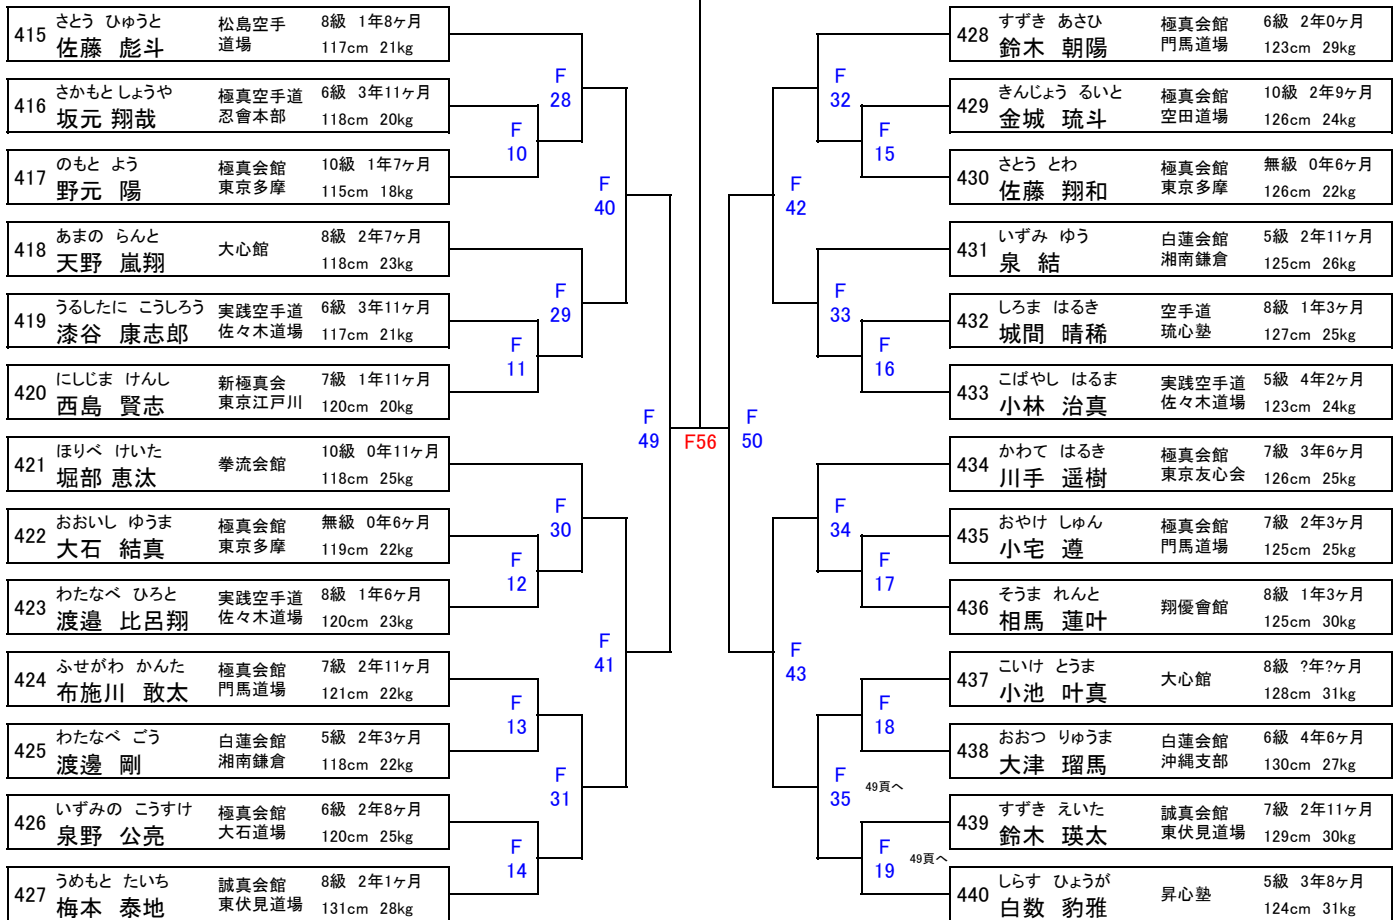 415
さとう ひゅうと
佐藤 彪斗
松島空手
道場
8級 1年8ヶ月
117cm 21kg
416
さかもと しょうや
坂元 翔哉
極真空手道
忍會本部
6級 3年11ヶ月
118cm 20kg
417
のもと よう
野元 陽
極真会館
東京多摩
10級 1年7ヶ月
115cm 18kg
418
あまの らんと
天野 嵐翔
大心館
8級 2年7ヶ月
118cm 23kg
419
うるしたに こうしろう
漆谷 康志郎
実践空手道
佐々木道場
6級 3年11ヶ月
117cm 21kg
420
にしじま けんし
西島 賢志
新極真会
東京江戸川
7級 1年11ヶ月
120cm 20kg
421
ほりべ けいた
堀部 恵汰
拳流会館
10級 0年11ヶ月
118cm 25kg
422
おおいし ゆうま
大石 結真
極真会館
東京多摩
無級 0年6ヶ月
119cm 22kg
423
わたなべ ひろと
渡邉 比呂翔
実践空手道
佐々木道場
8級 1年6ヶ月
120cm 23kg
424
ふせがわ かんた
布施川 敢太
極真会館
門馬道場
7級 2年11ヶ月
121cm 22kg
425
わたなべ ごう
渡邊 剛
白蓮会館
湘南鎌倉
5級 2年3ヶ月
118cm 22kg
426
いずみの こうすけ
泉野 公亮
極真会館
大石道場
6級 2年8ヶ月
120cm 25kg
427
うめもと たいち
梅本 泰地
誠真会館
東伏見道場
8級 2年1ヶ月
131cm 28kg
F
10
F
11
F
12
F
13
F
14
F
28
F
29
F
30
F
31
F
40
F
41
F
49
F56
F
50
F
42
F
43
F
32
F
33
F
34
F
35
49頁へ
F
15
F
16
F
17
F
18
F
19
49頁へ
428
すずき あさひ
鈴木 朝陽
極真会館
門馬道場
6級 2年0ヶ月
123cm 29kg
429
きんじょう るいと
金城 琉斗
極真会館
空田道場
10級 2年9ヶ月
126cm 24kg
430
さとう とわ
佐藤 翔和
極真会館
東京多摩
無級 0年6ヶ月
126cm 22kg
431
いずみ ゆう
泉 結
白蓮会館
湘南鎌倉
5級 2年11ヶ月
125cm 26kg
432
しろま はるき
城間 晴稀
空手道
琉心塾
8級 1年3ヶ月
127cm 25kg
433
こばやし はるま
小林 治真
実践空手道
佐々木道場
5級 4年2ヶ月
123cm 24kg
434
かわて はるき
川手 遥樹
極真会館
東京友心会
7級 3年6ヶ月
126cm 25kg
435
おやけ しゅん
小宅 遵
極真会館
門馬道場
7級 2年3ヶ月
125cm 25kg
436
そうま れんと
相馬 蓮叶
翔優會館
8級 1年3ヶ月
125cm 30kg
437
こいけ とうま
小池 叶真
大心館
8級 ?年?ヶ月
128cm 31kg
438
おおつ りゅうま
大津 瑠馬
白蓮会館
沖縄支部
6級 4年6ヶ月
130cm 27kg
439
すずき えいた
鈴木 瑛太
誠真会館
東伏見道場
7級 2年11ヶ月
129cm 30kg
440
しらす ひょうが
白数 豹雅
昇心塾
5級 3年8ヶ月
124cm 31kg